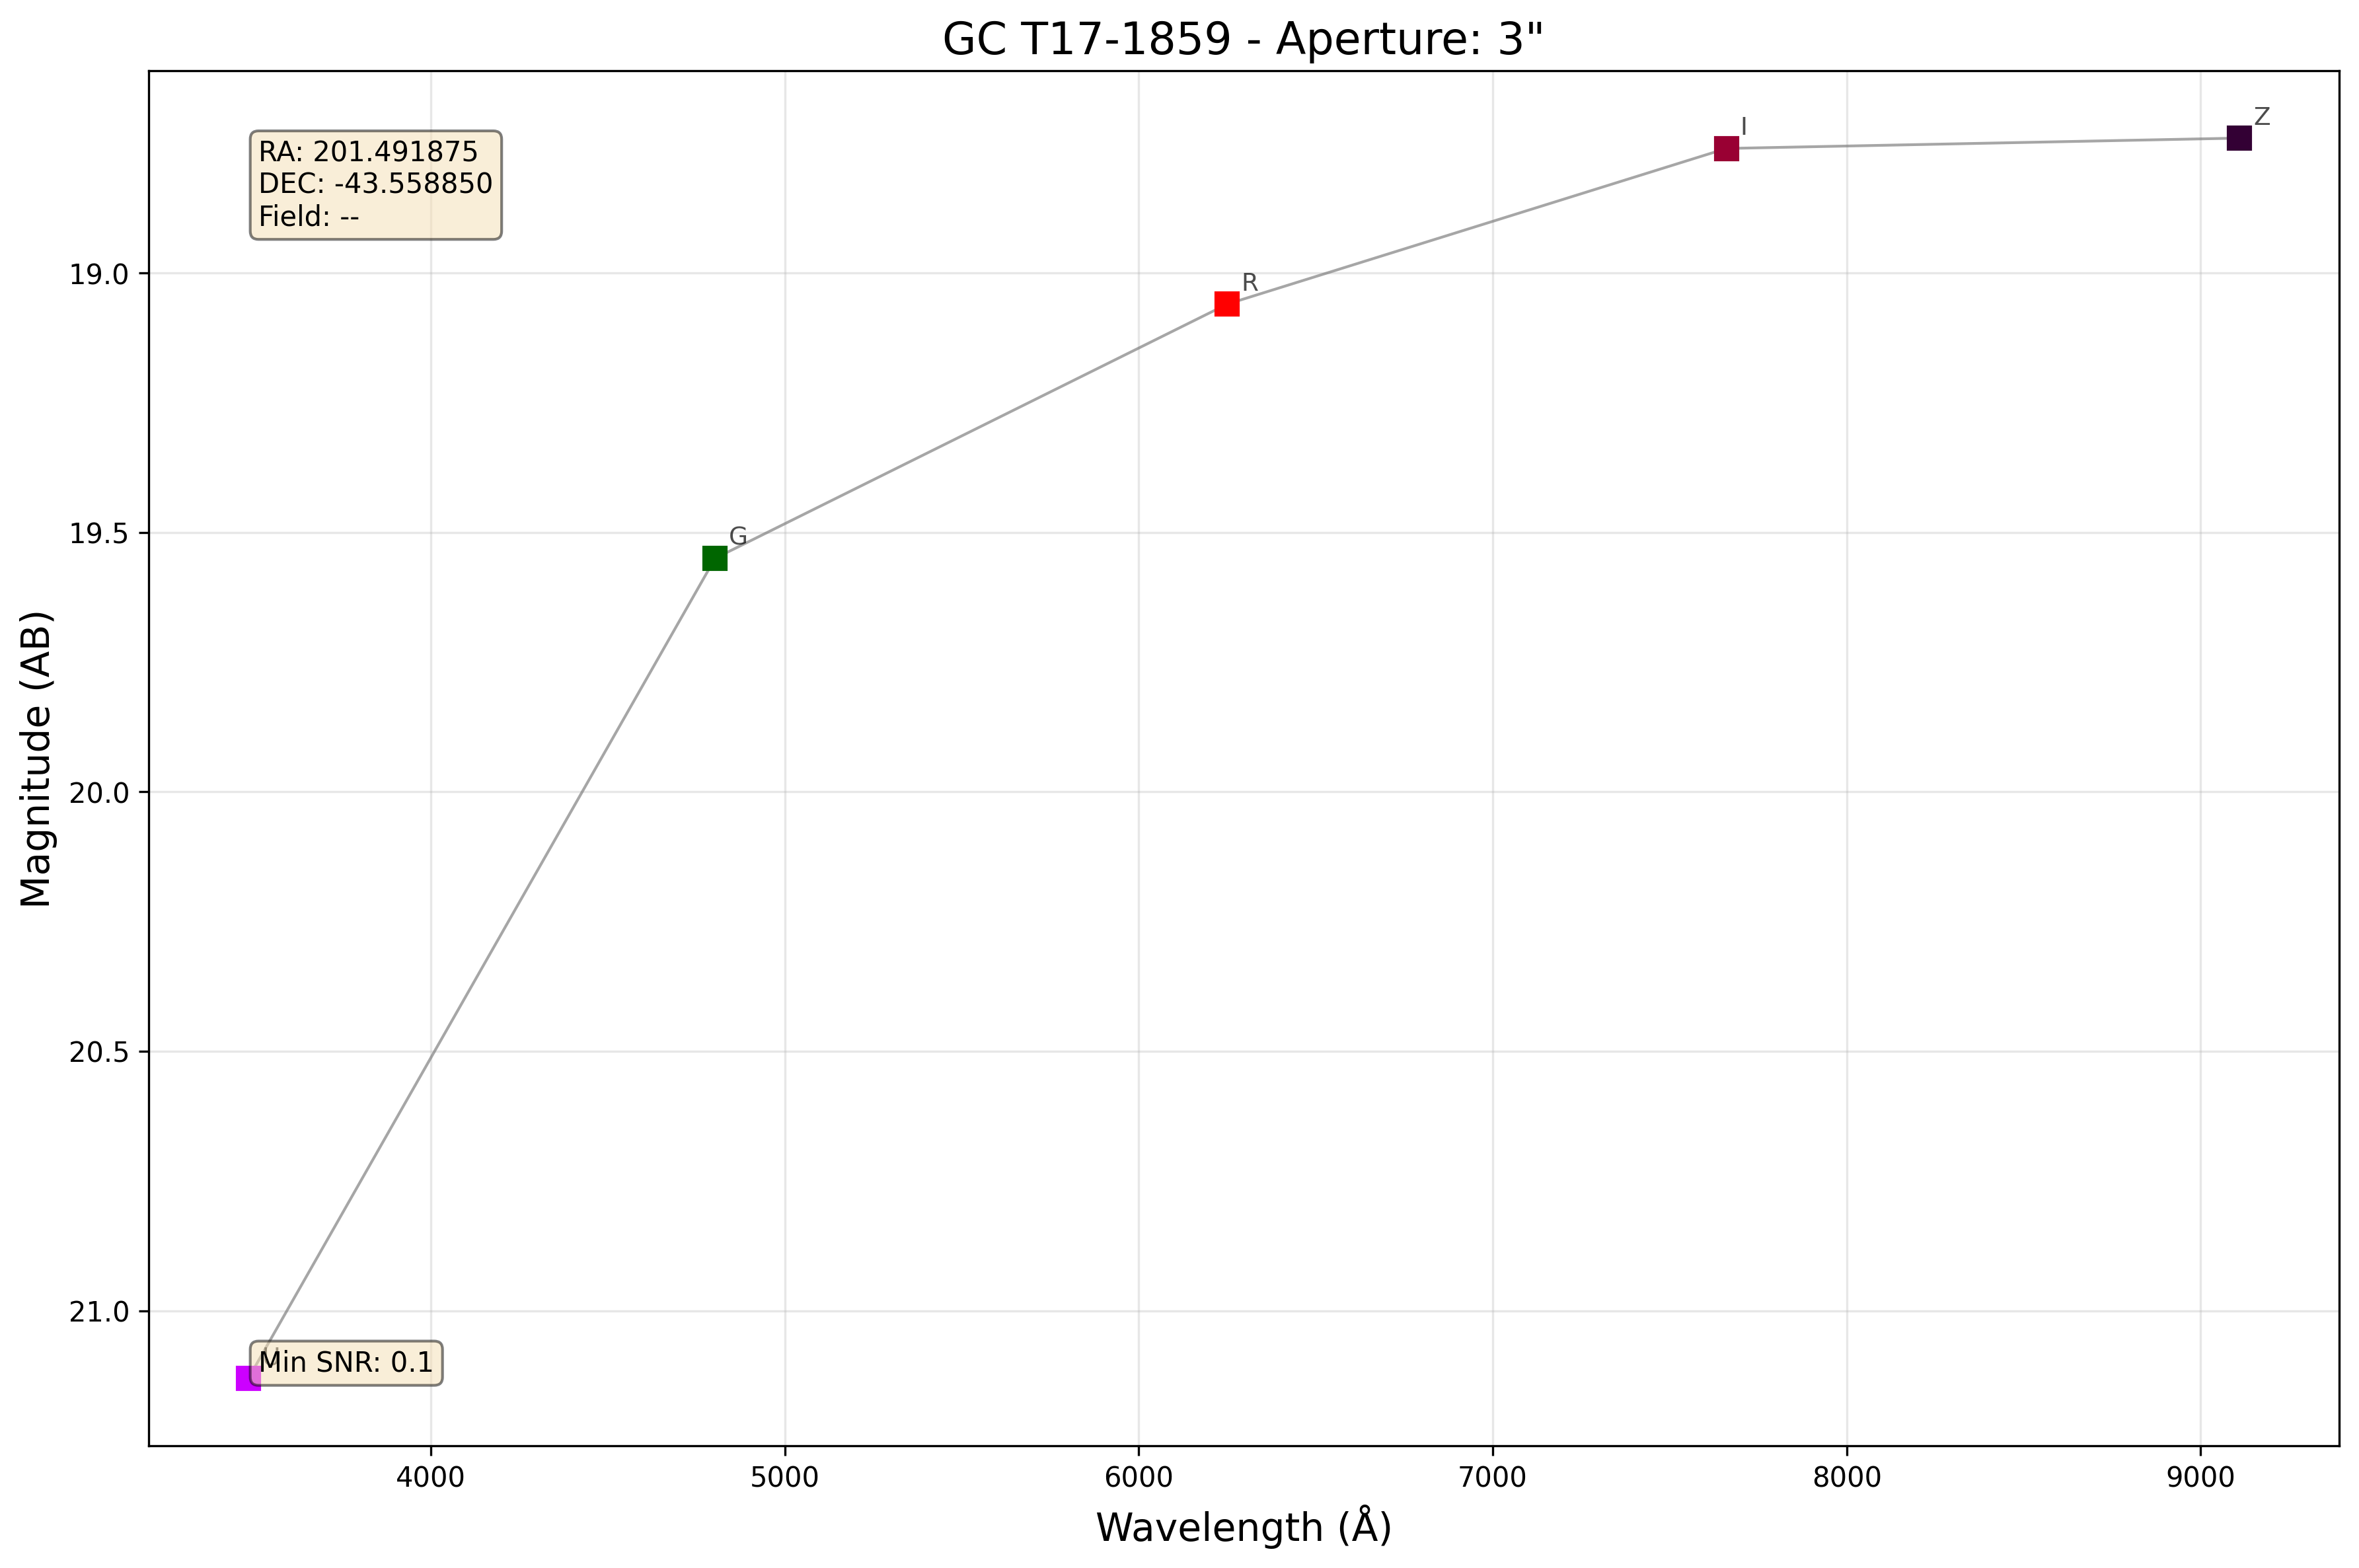 GC T17-1859 - Aperture: 3"
RA: 201.491875
DEC: -43.558850
Field: --
Z
I
R
G
Min SNR: 0.1
19.0
19.5
20.0
20.5
21.0
Magnitude (AB)
4000
5000
6000
7000
8000
9000
Wavelength (Å)